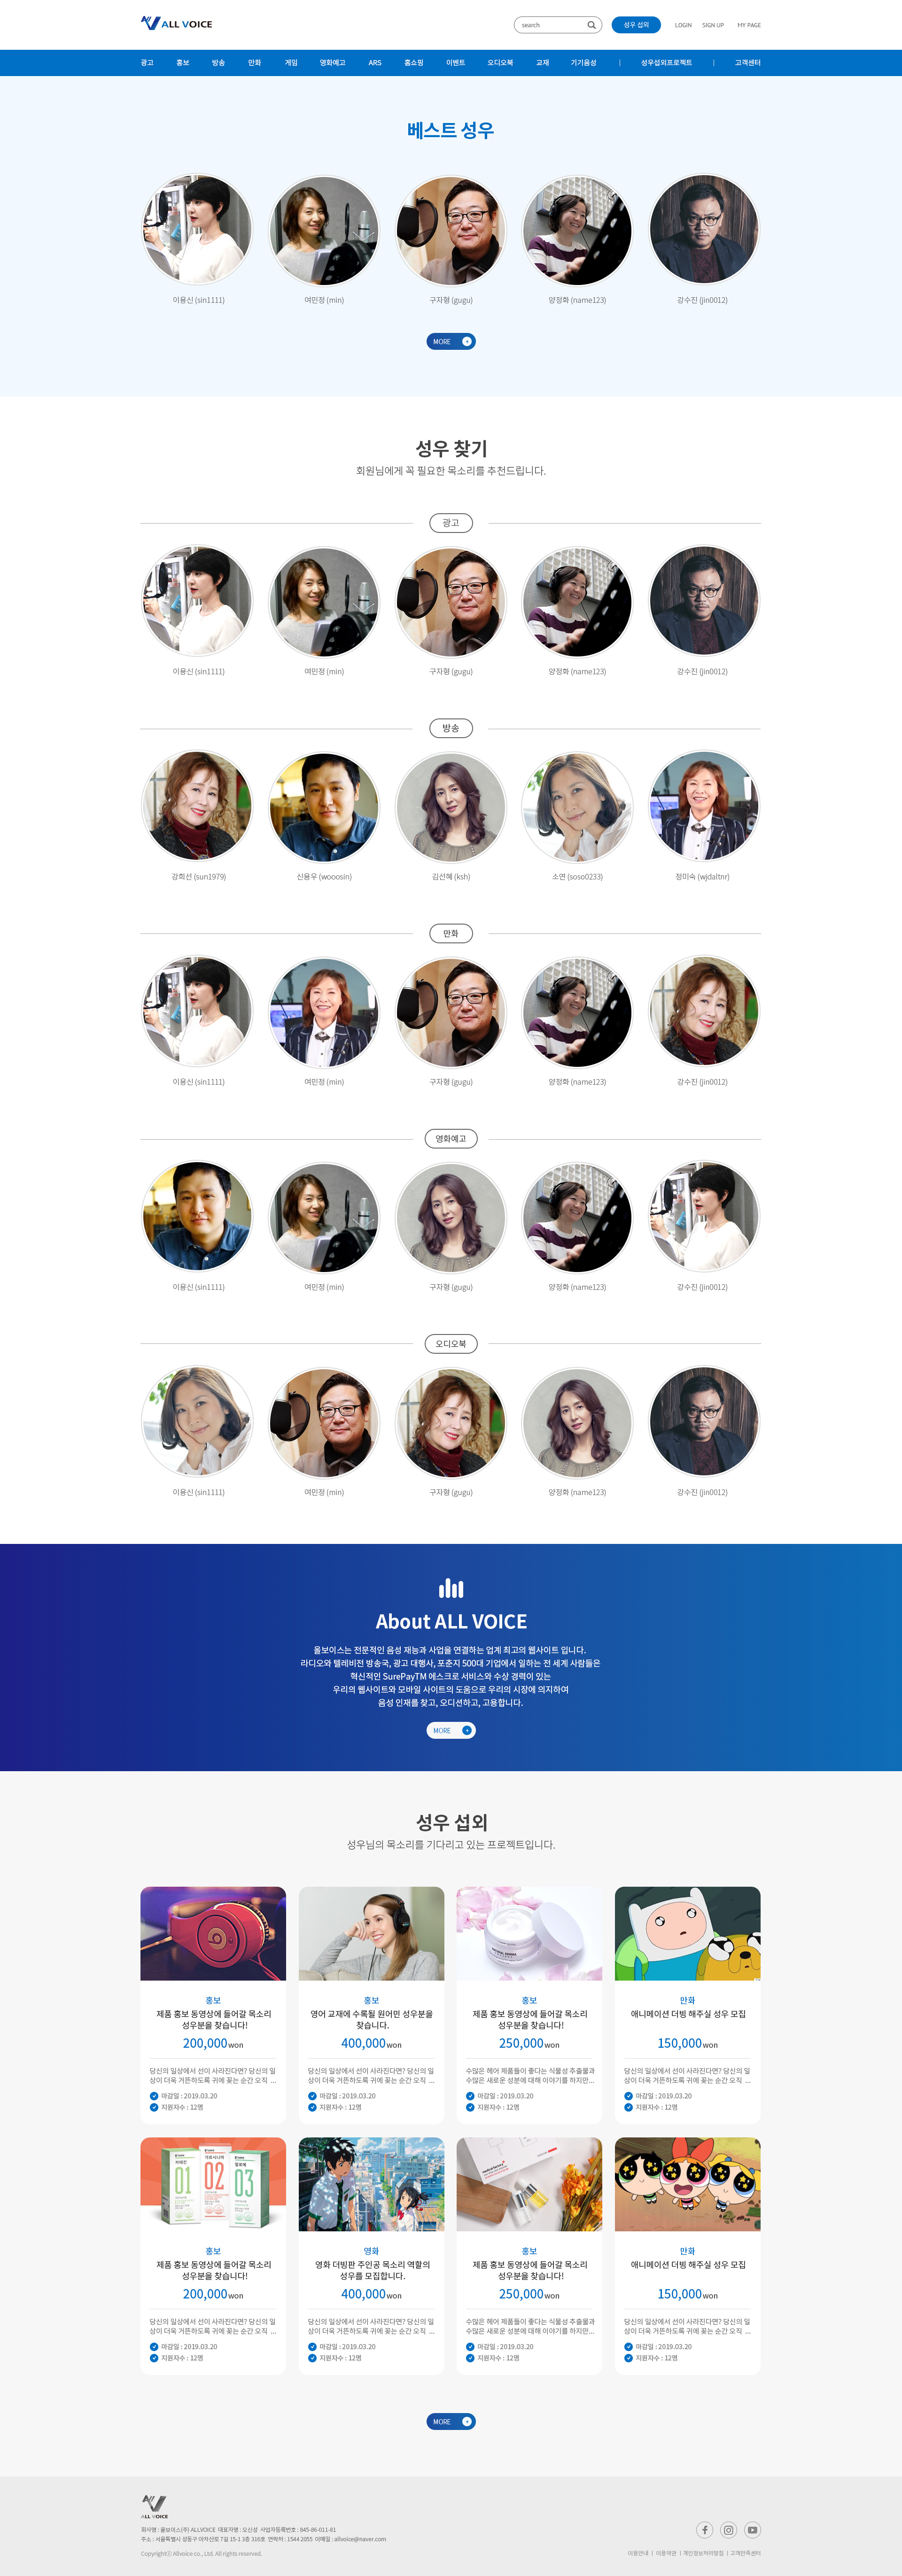 ALL VOICE
search
성우 섭외
LOGIN
SIGN UP
MY PAGE
광고 홍보 방송 만화 게임 영화예고 ARS 홈쇼핑 이벤트 오디오북 교재 기기음성 | 성우섭외프로젝트 | 고객센터
베스트 성우
이용신 (sin1111)
여민정 (min)
구자형 (gugu)
양정화 (name123)
강수진 (jin0012)
MORE
성우 찾기
회원님에게 꼭 필요한 목소리를 추천드립니다.
광고
이용신 (sin1111)
여민정 (min)
구자형 (gugu)
양정화 (name123)
강수진 (jin0012)
방송
강희선 (sun1979)
신용우 (wooosin)
김선혜 (ksh)
소연 (soso0233)
정미숙 (wjdaltnr)
만화
이용신 (sin1111)
여민정 (min)
구자형 (gugu)
양정화 (name123)
강수진 (jin0012)
영화예고
이용신 (sin1111)
여민정 (min)
구자형 (gugu)
양정화 (name123)
강수진 (jin0012)
오디오북
이용신 (sin1111)
여민정 (min)
구자형 (gugu)
양정화 (name123)
강수진 (jin0012)
About ALL VOICE
올보이스는 전문적인 음성 재능과 사업을 연결하는 업계 최고의 웹사이트 입니다.
라디오와 텔레비전 방송국, 광고 대행사, 포춘지 500대 기업에서 일하는 전 세계 사람들은
혁신적인 SurePayTM 에스크로 서비스와 수상 경력이 있는
우리의 웹사이트와 모바일 사이트의 도움으로 우리의 시장에 의지하여
음성 인재를 찾고, 오디션하고, 고용합니다.
MORE
성우 섭외
성우님의 목소리를 기다리고 있는 프로젝트입니다.
홍보
제품 홍보 동영상에 들어갈 목소리
성우분을 찾습니다!
200,000won
당신의 일상에서 선이 사라진다면? 당신의 일
상이 더욱 거뜬하도록 귀에 꽂는 순간 오직 ...
마감일 : 2019.03.20
지원자수 : 12명
홍보
영어 교재에 수록될 원어민 성우분을
찾습니다.
400,000won
당신의 일상에서 선이 사라진다면? 당신의 일
상이 더욱 거뜬하도록 귀에 꽂는 순간 오직 ...
마감일 : 2019.03.20
지원자수 : 12명
홍보
제품 홍보 동영상에 들어갈 목소리
성우분을 찾습니다!
250,000won
수많은 헤어 제품들이 좋다는 식물성 추출물과
수많은 새로운 성분에 대해 이야기를 하지만...
마감일 : 2019.03.20
지원자수 : 12명
만화
애니메이션 더빙 해주실 성우 모집
150,000won
당신의 일상에서 선이 사라진다면? 당신의 일
상이 더욱 거뜬하도록 귀에 꽂는 순간 오직 ...
마감일 : 2019.03.20
지원자수 : 12명
01
02
03
홍보
제품 홍보 동영상에 들어갈 목소리
성우분을 찾습니다!
200,000won
당신의 일상에서 선이 사라진다면? 당신의 일
상이 더욱 거뜬하도록 귀에 꽂는 순간 오직 ...
마감일 : 2019.03.20
지원자수 : 12명
영화
영화 더빙판 주인공 목소리 역할의
성우를 모집합니다.
400,000won
당신의 일상에서 선이 사라진다면? 당신의 일
상이 더욱 거뜬하도록 귀에 꽂는 순간 오직 ...
마감일 : 2019.03.20
지원자수 : 12명
홍보
제품 홍보 동영상에 들어갈 목소리
성우분을 찾습니다!
250,000won
수많은 헤어 제품들이 좋다는 식물성 추출물과
수많은 새로운 성분에 대해 이야기를 하지만...
마감일 : 2019.03.20
지원자수 : 12명
만화
애니메이션 더빙 해주실 성우 모집
150,000won
당신의 일상에서 선이 사라진다면? 당신의 일
상이 더욱 거뜬하도록 귀에 꽂는 순간 오직 ...
마감일 : 2019.03.20
지원자수 : 12명
MORE
ALL VOICE
회사명 : 올보이스(주) ALLVOICE 대표자명 : 오신성 사업자등록번호 : 845-86-011-81
주소 : 서울특별시 성동구 아차산로 7길 15-1 3층 316호 연락처 : 1544 2055 이메일 : allvoice@naver.com
Copyrightⓒ Allvoice co., Ltd. All rights reserved.
이용안내 | 이용약관 | 개인정보처리방침 | 고객만족센터